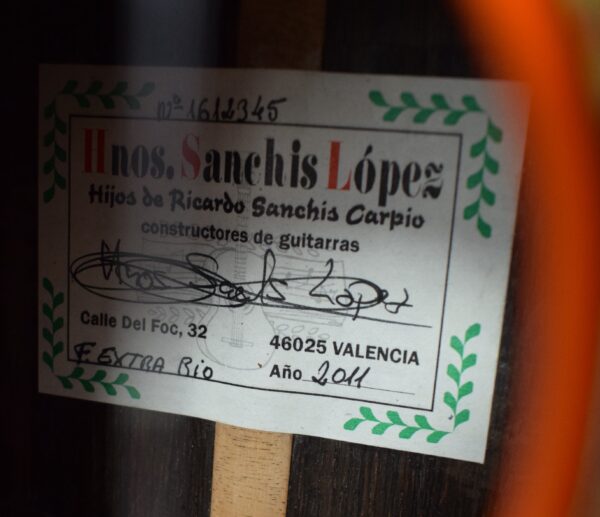 Nº 1612345
Hnos. Sanchis López
Hijos de Ricardo Sanchis Carpio
constructores de guitarras
Hnos Sanchis Lopez
Calle Del Foc, 32
46025 VALENCIA
F. EXTRA RIO
Año 2011